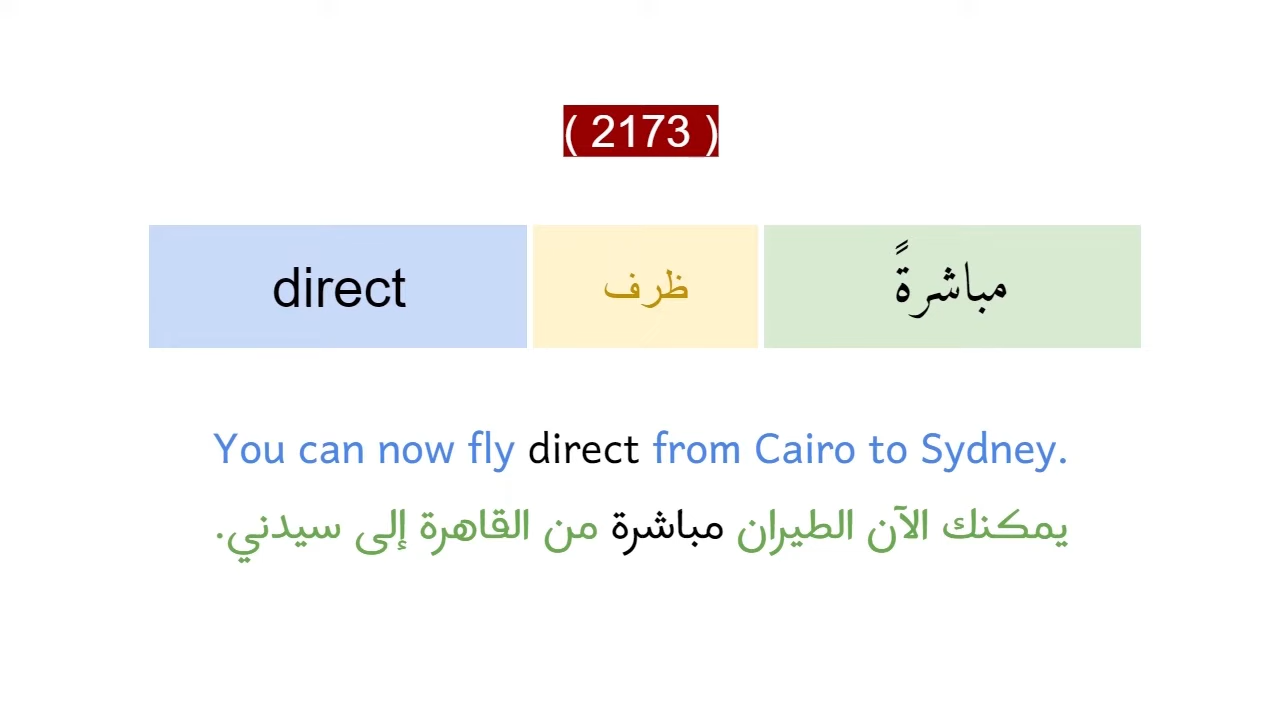 ( 2173 )
direct ظرف مباشرةً
You can now fly direct from Cairo to Sydney.
يمكنك الآن الطيران مباشرة من القاهرة إلى سيدني.